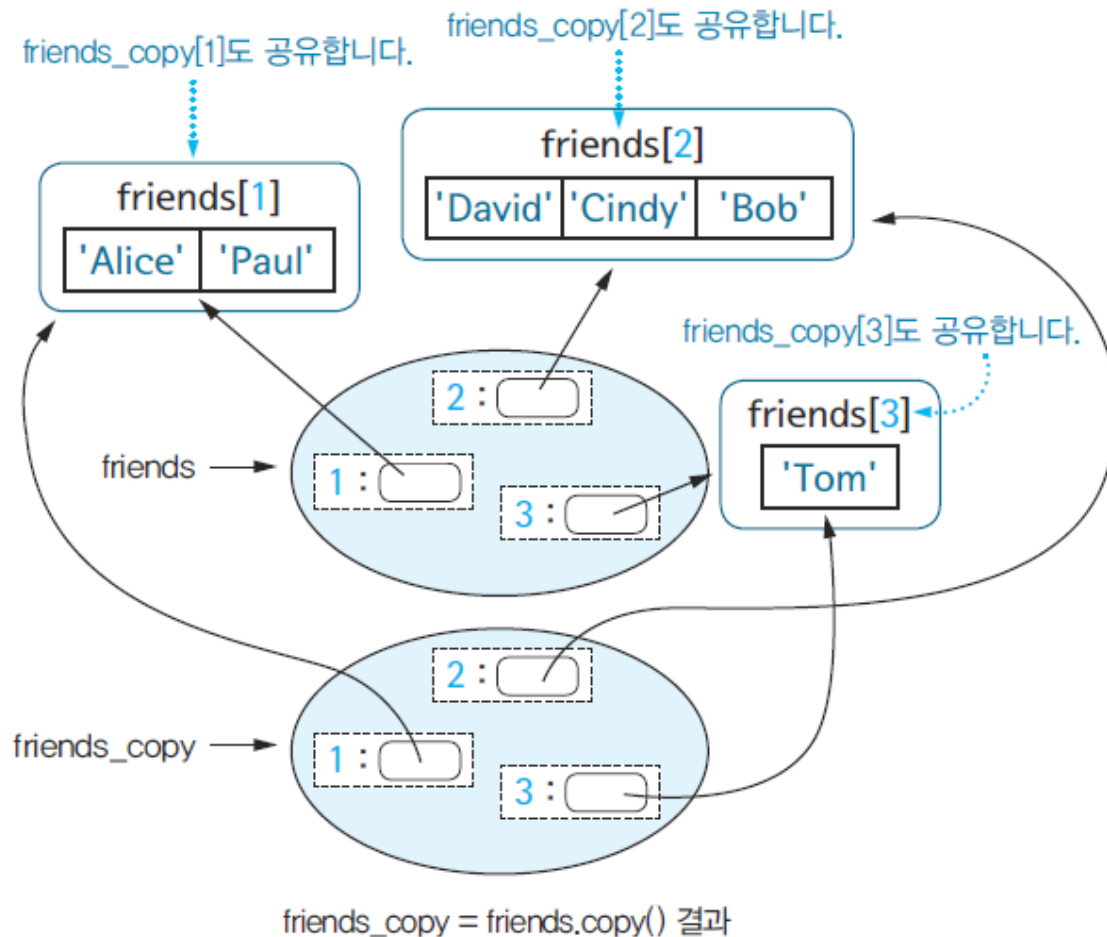 friends_copy[1]도 공유합니다.
friends_copy[2]도 공유합니다.
friends[1]
'Alice' 'Paul'
friends[2]
'David' 'Cindy' 'Bob'
friends_copy[3]도 공유합니다.
friends[3]
'Tom'
friends
2 :
1 :
3 :
friends_copy
2 :
1 :
3 :
friends_copy = friends.copy() 결과